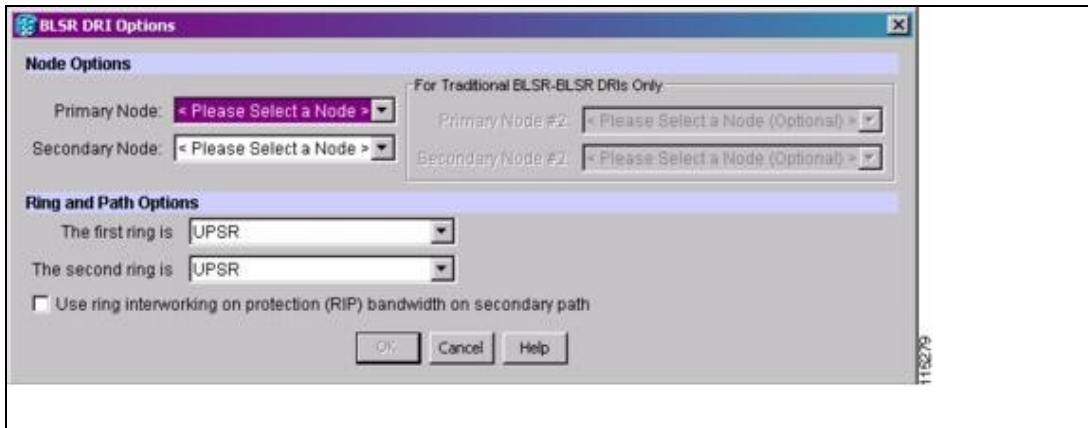 BLSR DRI Options
Node Options
Primary Node: < Please Select a Node >
Secondary Node: < Please Select a Node >
For Traditional BLSR-BLSR DRIs Only
Primary Node #2: < Please Select a Node (Optional) >
Secondary Node #2: < Please Select a Node (Optional) >
Ring and Path Options
The first ring is UPSR
The second ring is UPSR
Use ring interworking on protection (RIP) bandwidth on secondary path
OK Cancel Help
116279